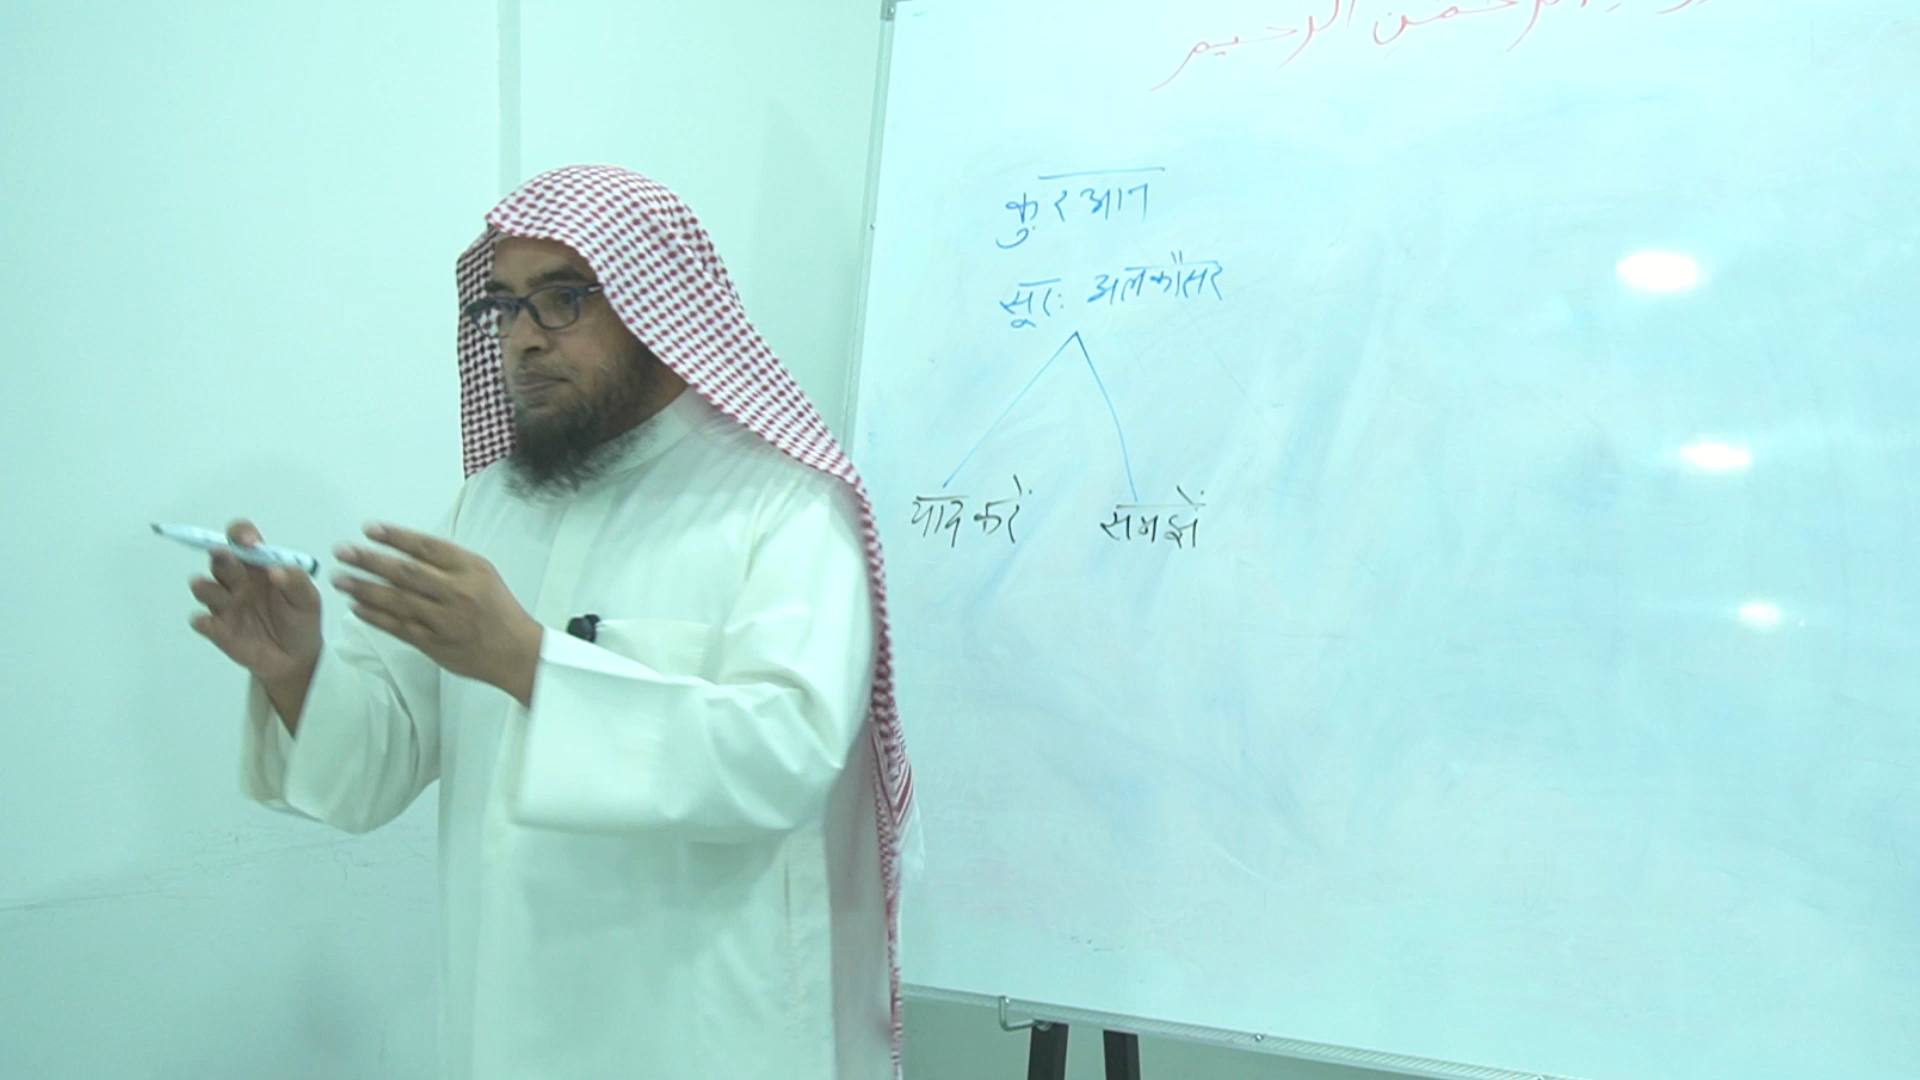 الرحمن الرحيم
क़ुरआन
सूरः अलकौसर
याद करें समझें